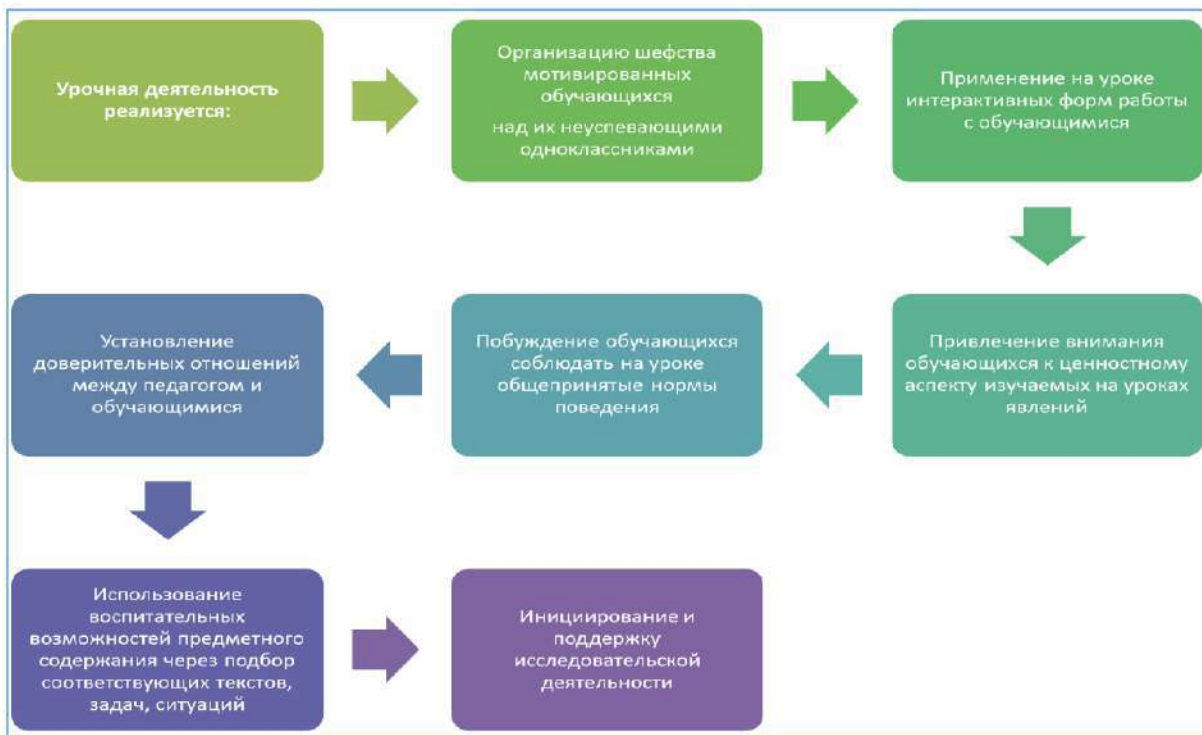 Урочная деятельность
реализуется:
Организацию шефства
мотивированных
обучающихся
над их неуспевающими
одноклассниками
Применение на уроке
интерактивных форм работы
с обучающимися
Привлечение внимания
обучающихся к ценностному
аспекту изучаемых на уроках
явлений
Побуждение обучающихся
соблюдать на уроке
общепринятые нормы
поведения
Установление
доверительных отношений
между педагогом и
обучающимися
Использование
воспитательных
возможностей предметного
содержания через подбор
соответствующих текстов,
задач, ситуаций
Инициирование и
поддержку
исследовательской
деятельности